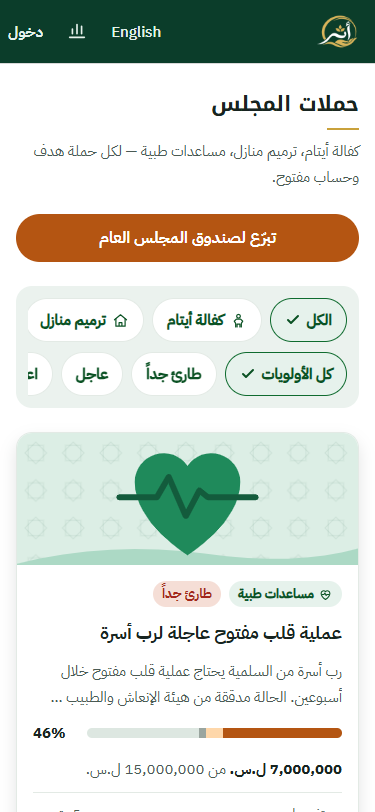 أثر
English
دخول
حملات المجلس
كفالة أيتام، ترميم منازل، مساعدات طبية — لكل حملة هدف
وحساب مفتوح.
تبرّع لصندوق المجلس العام
الكل
كفالة أيتام
ترميم منازل
كل الأولويات
طارئ جداً
عاجل
مساعدات طبية
طارئ جداً
عملية قلب مفتوح عاجلة لرب أسرة
رب أسرة من السلمية يحتاج عملية قلب مفتوح خلال
أسبوعين. الحالة مدققة من هيئة الإنعاش والطبيب ...
46%
7,000,000 ل.س. من 15,000,000 ل.س.